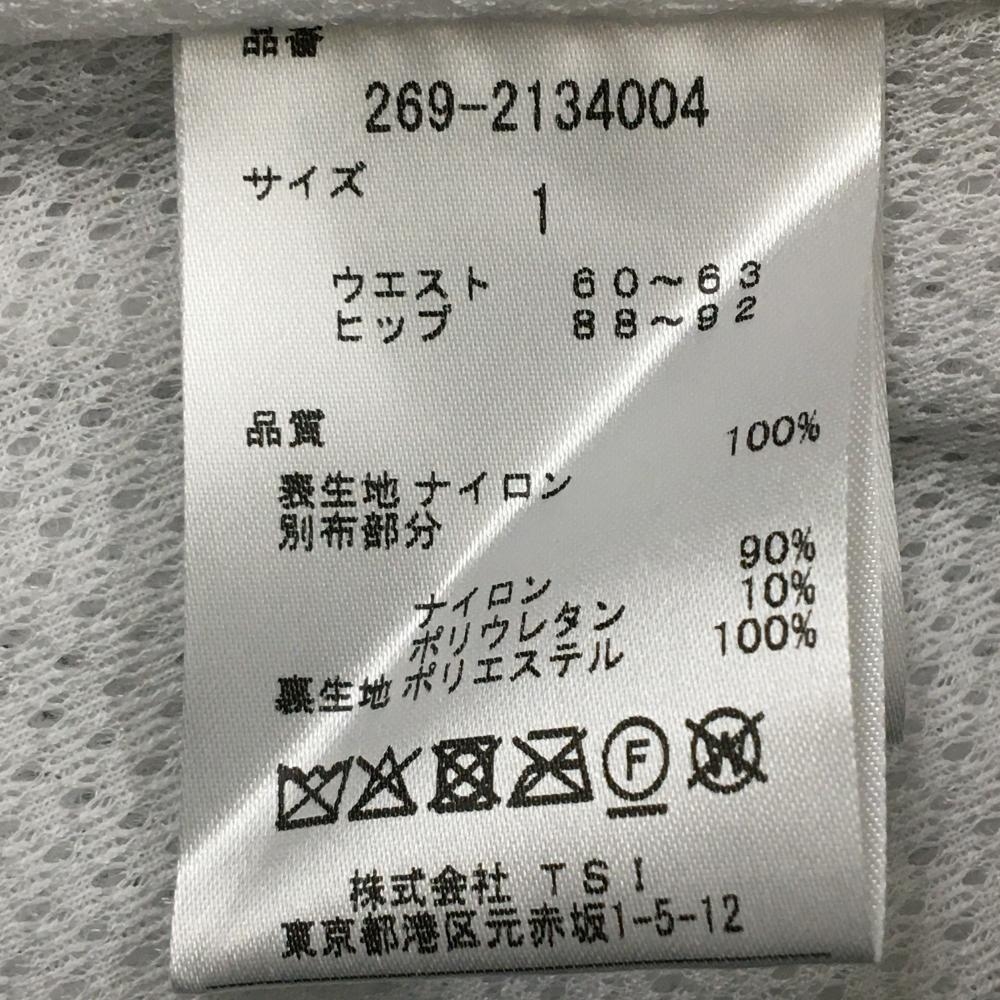 品番
269-2134004
サイズ
1
ウエスト 60～63
ヒップ 88～92
品質
100%
表生地 ナイロン
別布部分
ナイロン 90%
ポリウレタン 10%
裏生地 ポリエステル 100%
F
W
株式会社 TSI
東京都港区元赤坂1-5-12